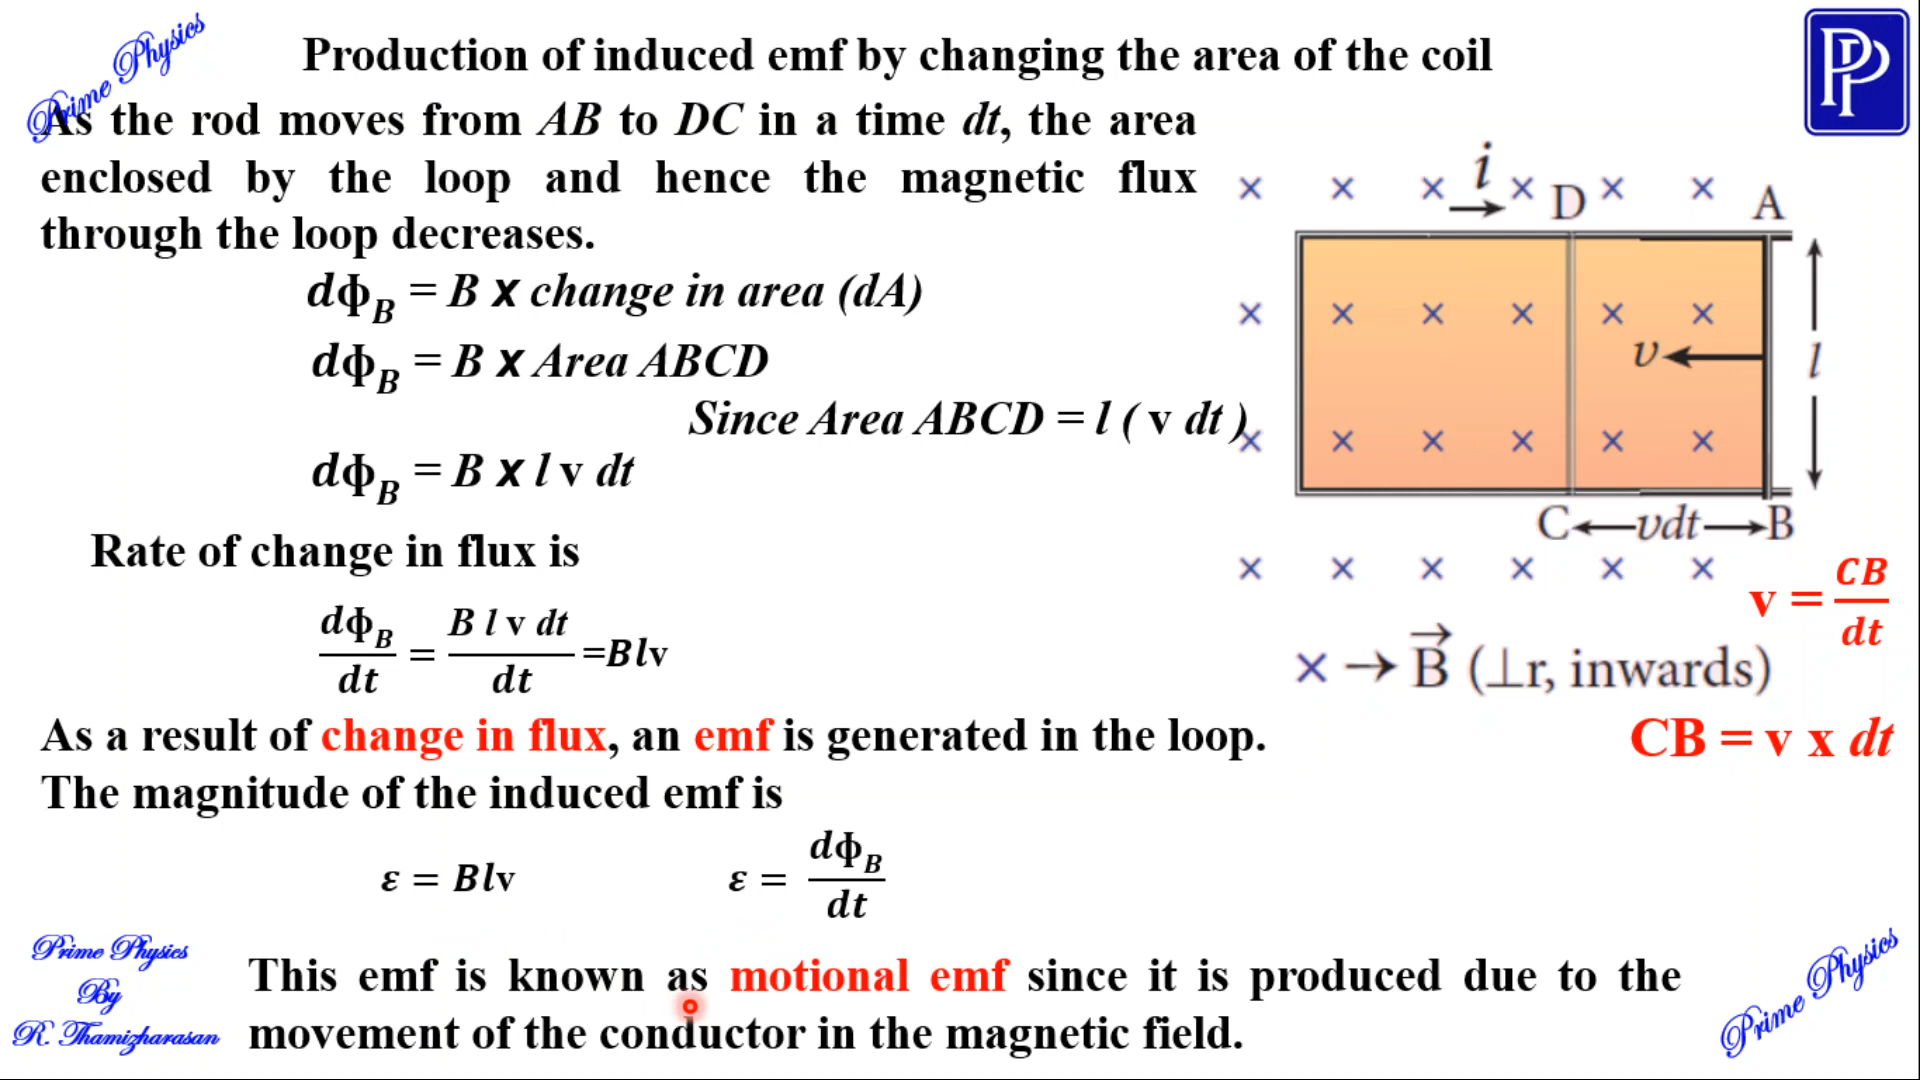 Prime Physics
Production of induced emf by changing the area of the coil
PP
As the rod moves from AB to DC in a time dt, the area
enclosed by the loop and hence the magnetic flux
through the loop decreases.
dϕ_B = B x change in area (dA)
dϕ_B = B x Area ABCD
Since Area ABCD = l ( v dt )
dϕ_B = B x l v dt
Rate of change in flux is
dϕ_B/dt = B l v dt/dt =Blv
As a result of change in flux, an emf is generated in the loop.
The magnitude of the induced emf is
ε = Blv ε = dϕ_B/dt
This emf is known as motional emf since it is produced due to the
movement of the conductor in the magnetic field.
× × × i × D × × A
× × × × × ×
v l
× × × × × ×
C vdt B
× × × × × ×
v = CB/dt
× → B⃗ (⊥r, inwards)
CB = v x dt
Prime Physics
By
R. Thamizharasan
Prime Physics